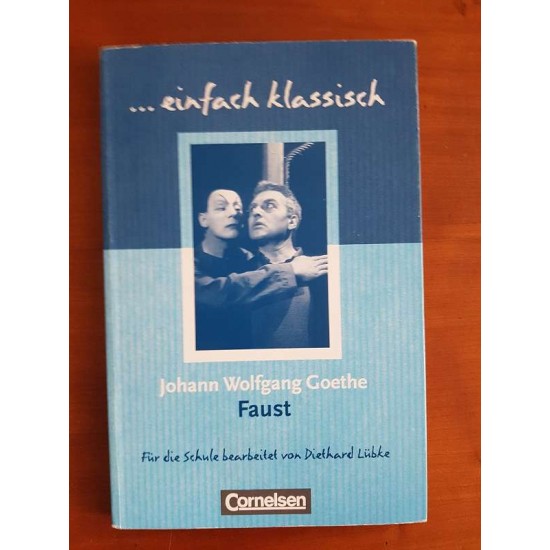 ... einfach klassisch
Johann Wolfgang Goethe
Faust
Für die Schule bearbeitet von Diethard Lübke
Cornelsen